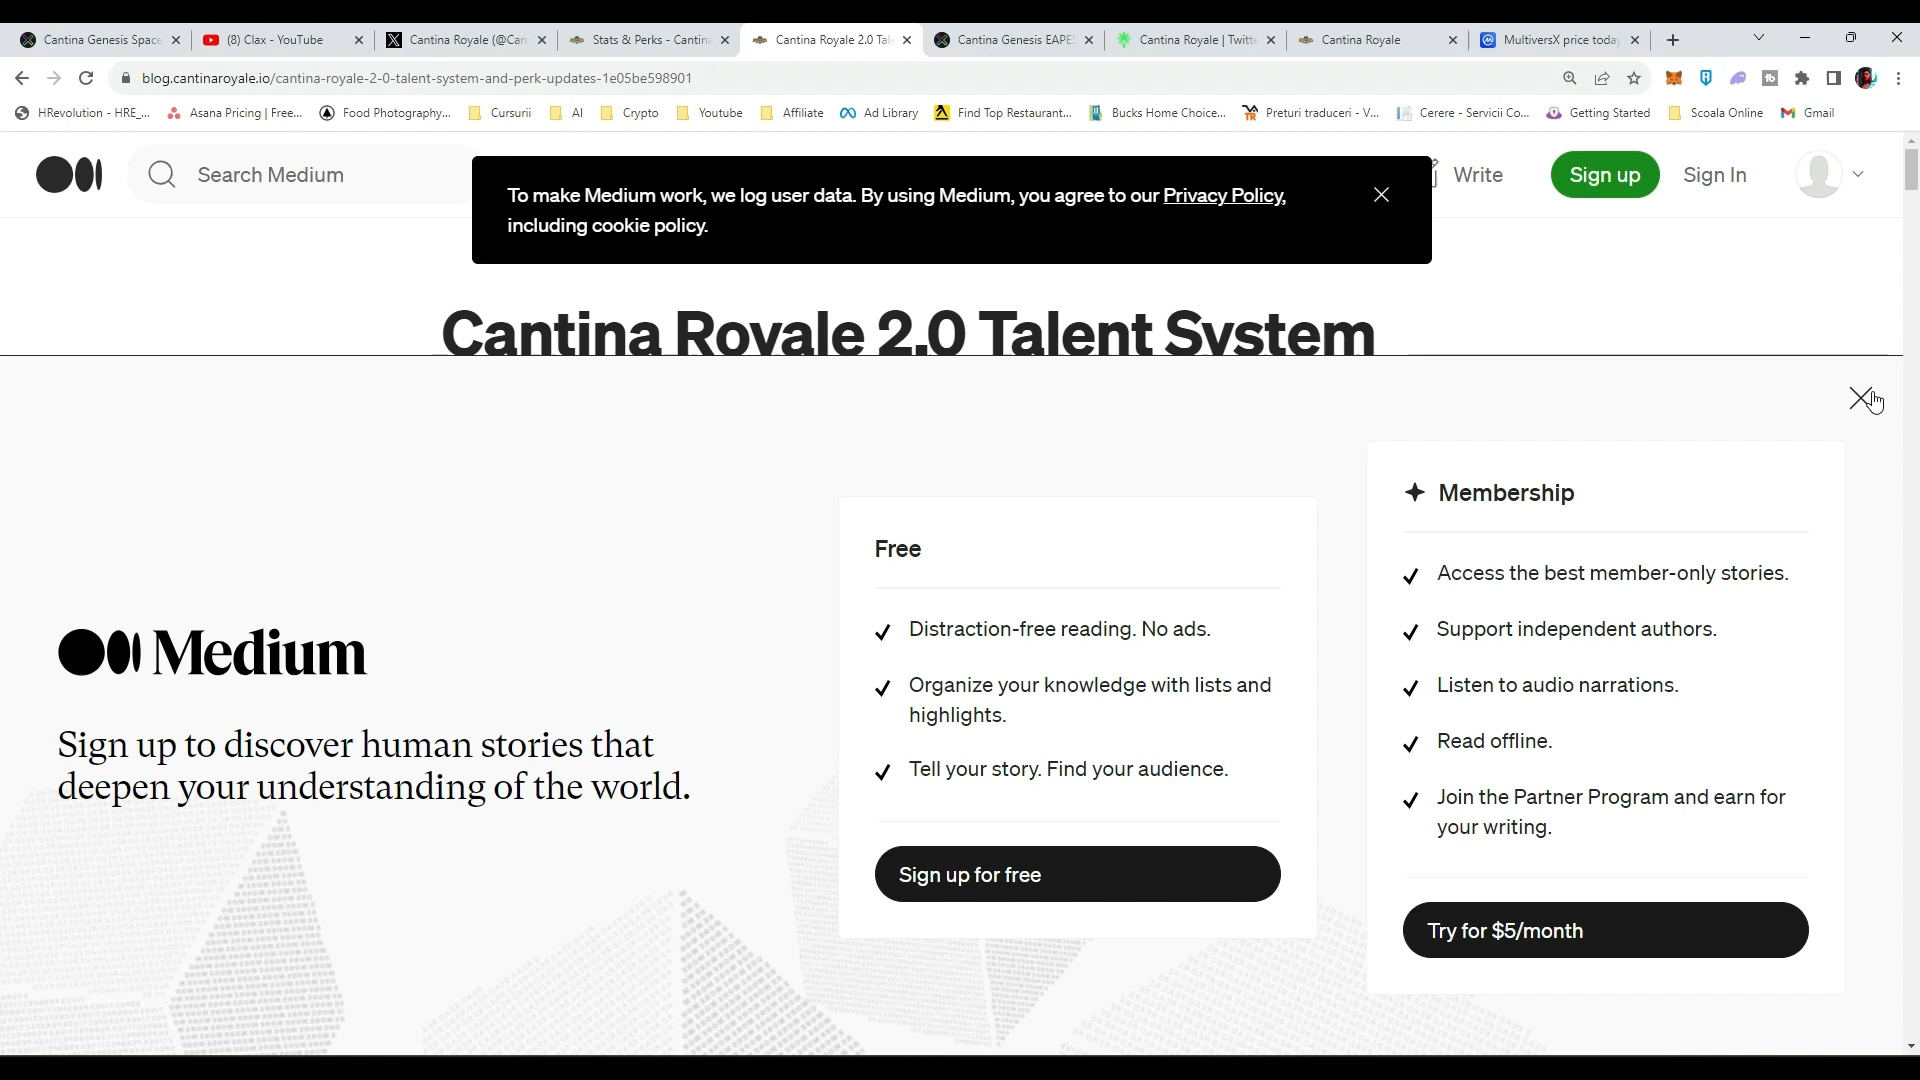 Cantina Genesis Space
(8) Clax - YouTube
Cantina Royale (@Can
Stats & Perks - Cantina
Cantina Royale 2.0 Tal
Cantina Genesis EAPES
Cantina Royale | Twitt
Cantina Royale
MultiversX price today
blog.cantinaroyale.io/cantina-royale-2-0-talent-system-and-perk-updates-1e05be598901
HRevolution - HRE_...
Asana Pricing | Free...
Food Photography...
Cursurii
AI
Crypto
Youtube
Affiliate
Ad Library
Find Top Restaurant...
Bucks Home Choice...
Preturi traduceri - V...
Cerere - Servicii Co...
Getting Started
Scoala Online
Gmail
Search Medium
To make Medium work, we log user data. By using Medium, you agree to our Privacy Policy,
including cookie policy.
Write
Sign up
Sign In
Cantina Royale 2.0 Talent System
Medium
Sign up to discover human stories that
deepen your understanding of the world.
Free
Distraction-free reading. No ads.
Organize your knowledge with lists and
highlights.
Tell your story. Find your audience.
Sign up for free
Membership
Access the best member-only stories.
Support independent authors.
Listen to audio narrations.
Read offline.
Join the Partner Program and earn for
your writing.
Try for $5/month